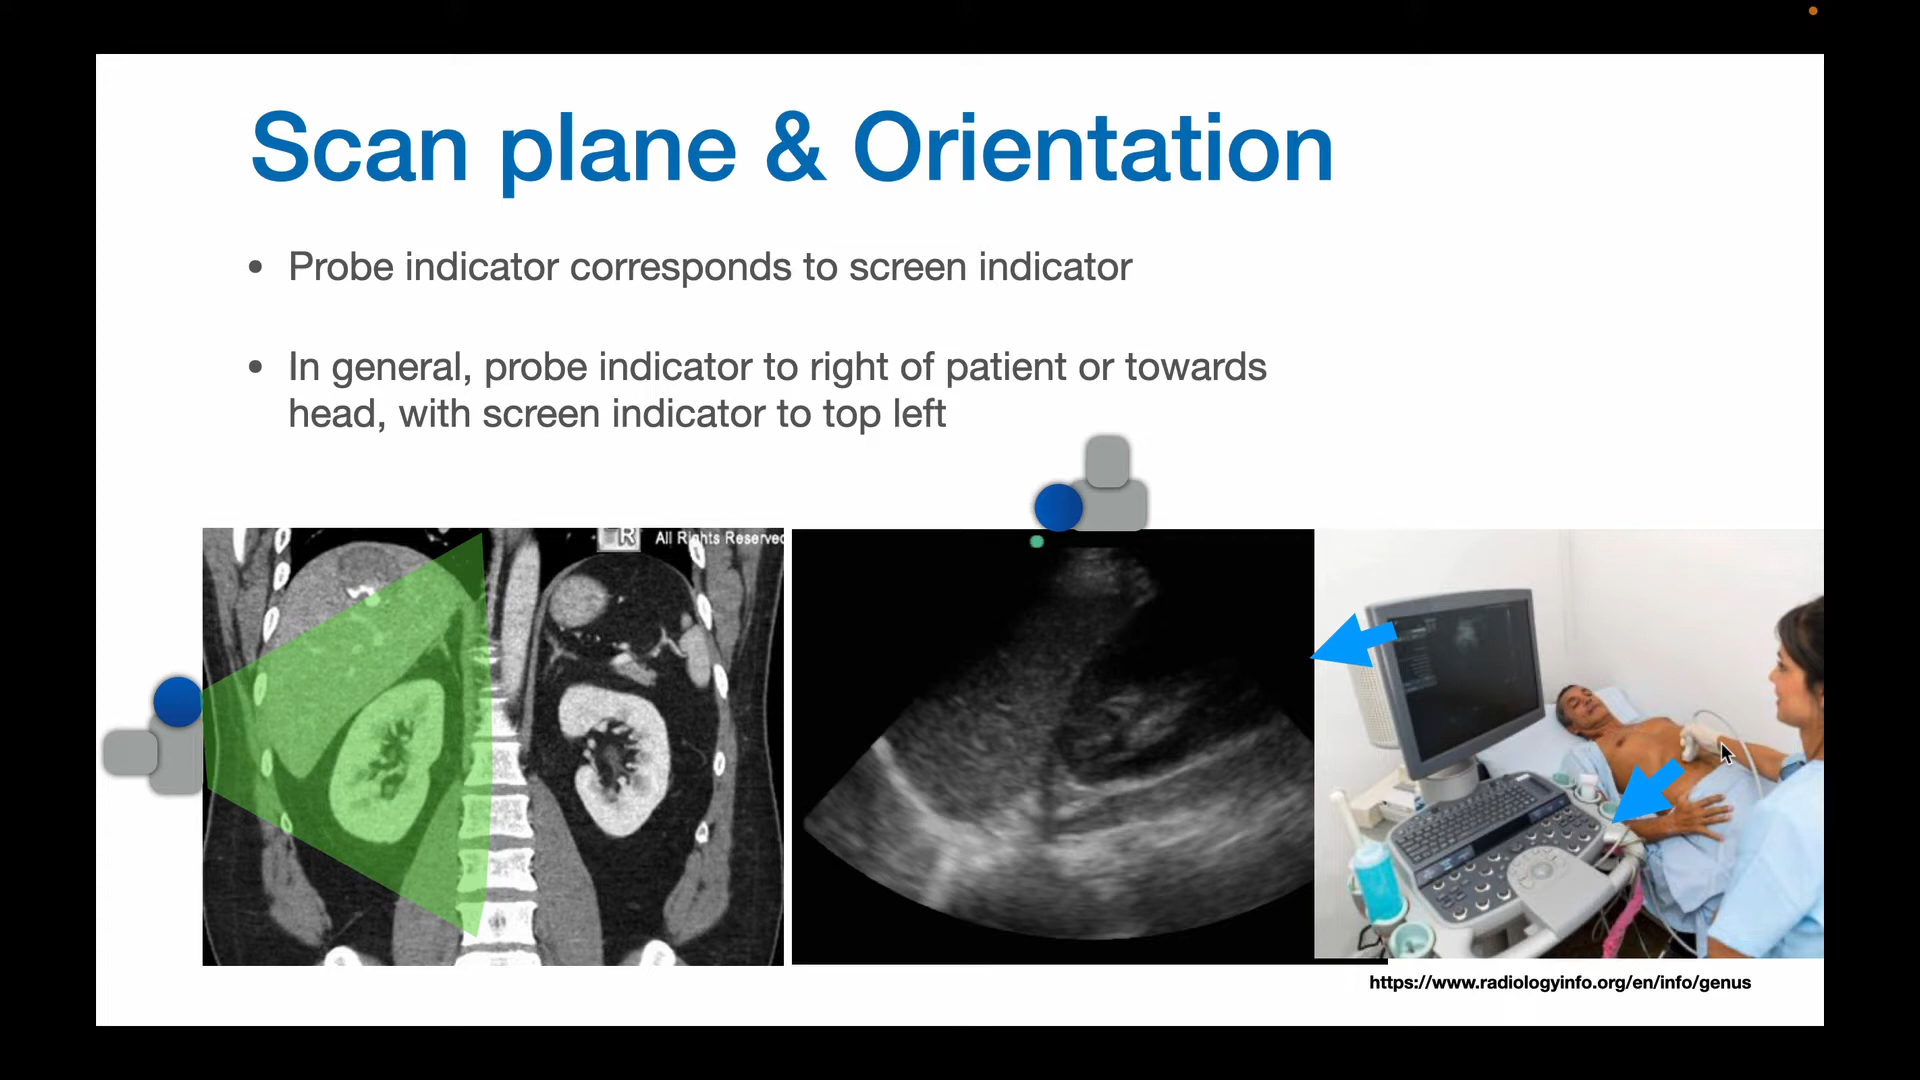 Scan plane & Orientation
• Probe indicator corresponds to screen indicator
• In general, probe indicator to right of patient or towards
head, with screen indicator to top left
R
All Rights Reserved
https://www.radiologyinfo.org/en/info/genus